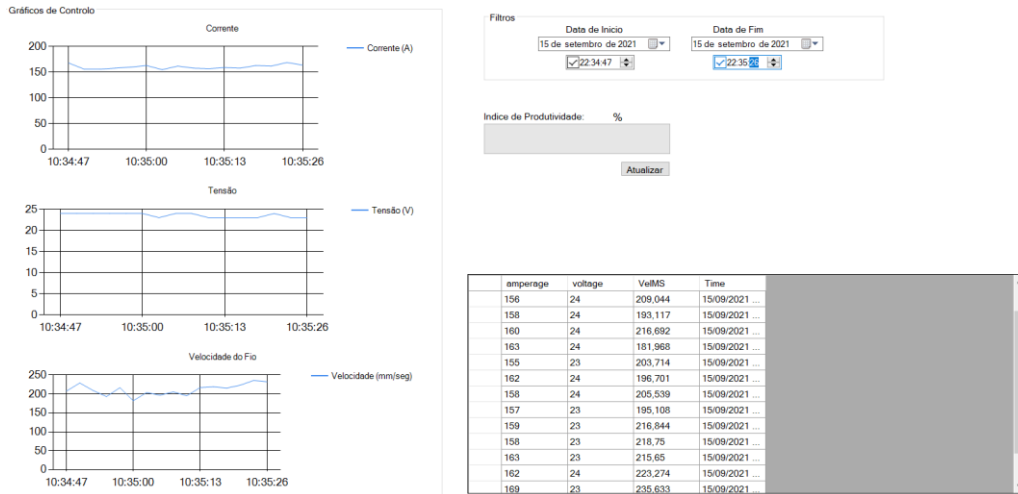 Gráficos de Controlo
Corrente
200
150
100
50
0
10:34:47 10:35:00 10:35:13 10:35:26
Corrente (A)
Tensão
25
20
15
10
5
0
10:34:47 10:35:00 10:35:13 10:35:26
Tensão (V)
Velocidade do Fio
250
200
150
100
50
0
10:34:47 10:35:00 10:35:13 10:35:26
Velocidade (mm/seg)
Filtros
Data de Inicio Data de Fim
15 de setembro de 2021 15 de setembro de 2021
22:34:47 22:35:26
Indice de Produtividade: %
Atualizar
amperage voltage VelMS Time
156 24 209,044 15/09/2021 ...
158 24 193,117 15/09/2021 ...
160 24 216,692 15/09/2021 ...
163 24 181,968 15/09/2021 ...
155 23 203,714 15/09/2021 ...
162 24 196,701 15/09/2021 ...
158 24 205,539 15/09/2021 ...
157 23 195,108 15/09/2021 ...
159 23 216,844 15/09/2021 ...
158 23 218,75 15/09/2021 ...
163 23 215,65 15/09/2021 ...
162 24 223,274 15/09/2021 ...
169 23 235,633 15/09/2021 ...